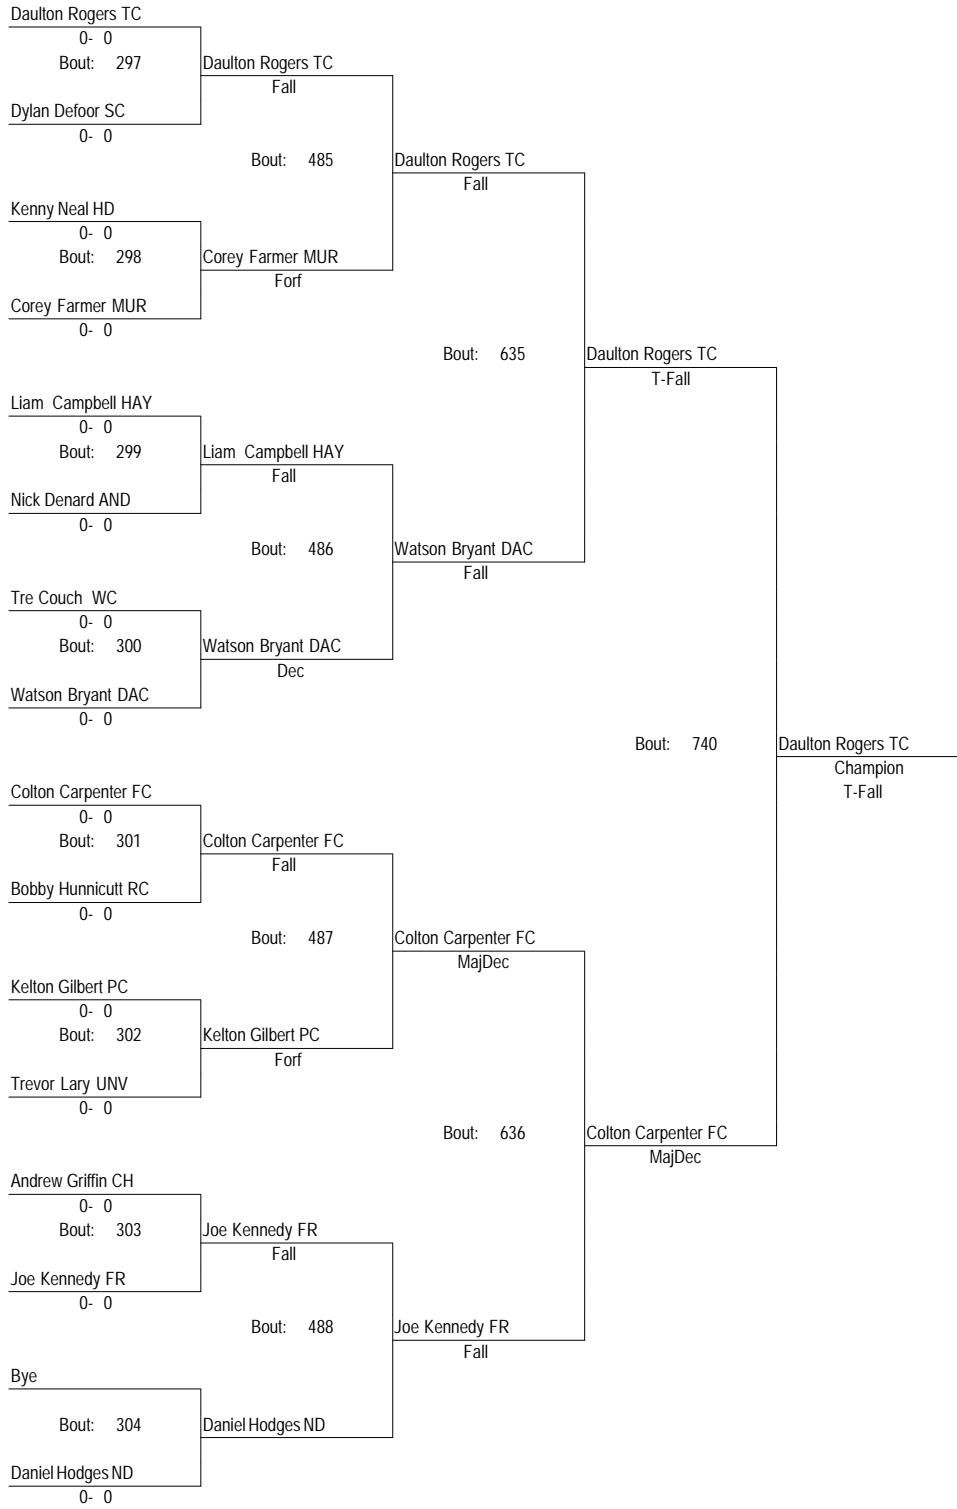 Daulton Rogers TC
0- 0
Bout: 297
Daulton Rogers TC
Fall
Dylan Defoor SC
0- 0
Bout: 485
Daulton Rogers TC
Fall
Kenny Neal HD
0- 0
Bout: 298
Corey Farmer MUR
Forf
Corey Farmer MUR
0- 0
Bout: 635
Daulton Rogers TC
T-Fall
Liam Campbell HAY
0- 0
Bout: 299
Liam Campbell HAY
Fall
Nick Denard AND
0- 0
Bout: 486
Watson Bryant DAC
Fall
Tre Couch WC
0- 0
Bout: 300
Watson Bryant DAC
Dec
Watson Bryant DAC
0- 0
Bout: 740
Daulton Rogers TC
Champion
T-Fall
Colton Carpenter FC
0- 0
Bout: 301
Colton Carpenter FC
Fall
Bobby Hunnicutt RC
0- 0
Bout: 487
Colton Carpenter FC
MajDec
Kelton Gilbert PC
0- 0
Bout: 302
Kelton Gilbert PC
Forf
Trevor Lary UNV
0- 0
Bout: 636
Colton Carpenter FC
MajDec
Andrew Griffin CH
0- 0
Bout: 303
Joe Kennedy FR
Fall
Joe Kennedy FR
0- 0
Bout: 488
Joe Kennedy FR
Fall
Bye
Bout: 304
Daniel Hodges ND
Daniel Hodges ND
0- 0